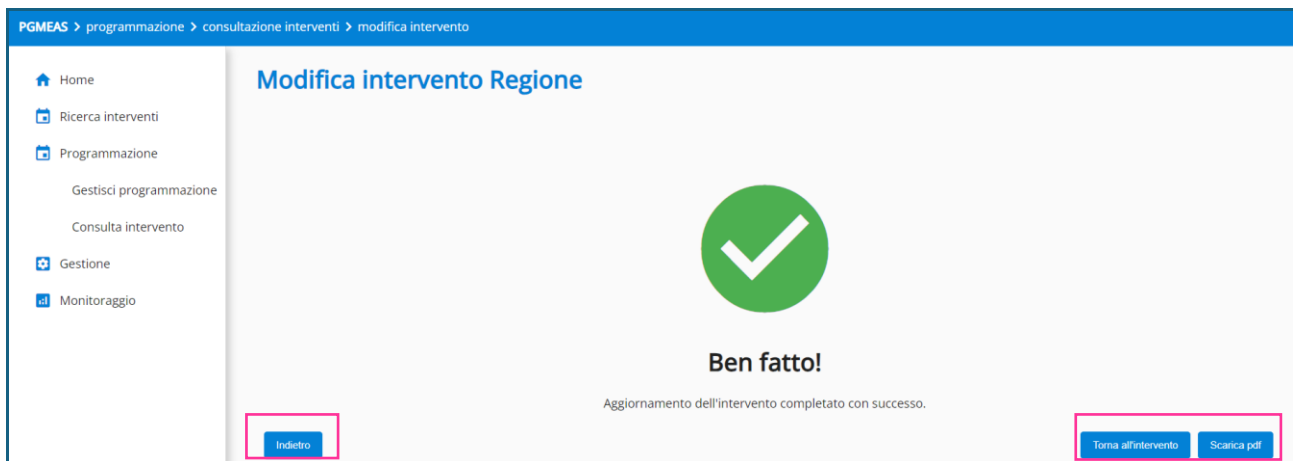 PGMEAS > programmazione > consultazione interventi > modifica intervento
Home
Ricerca interventi
Programmazione
Gestisci programmazione
Consulta intervento
Gestione
Monitoraggio
Modifica intervento Regione
Ben fatto!
Aggiornamento dell'intervento completato con successo.
Indietro
Torna all'intervento
Scarica pdf